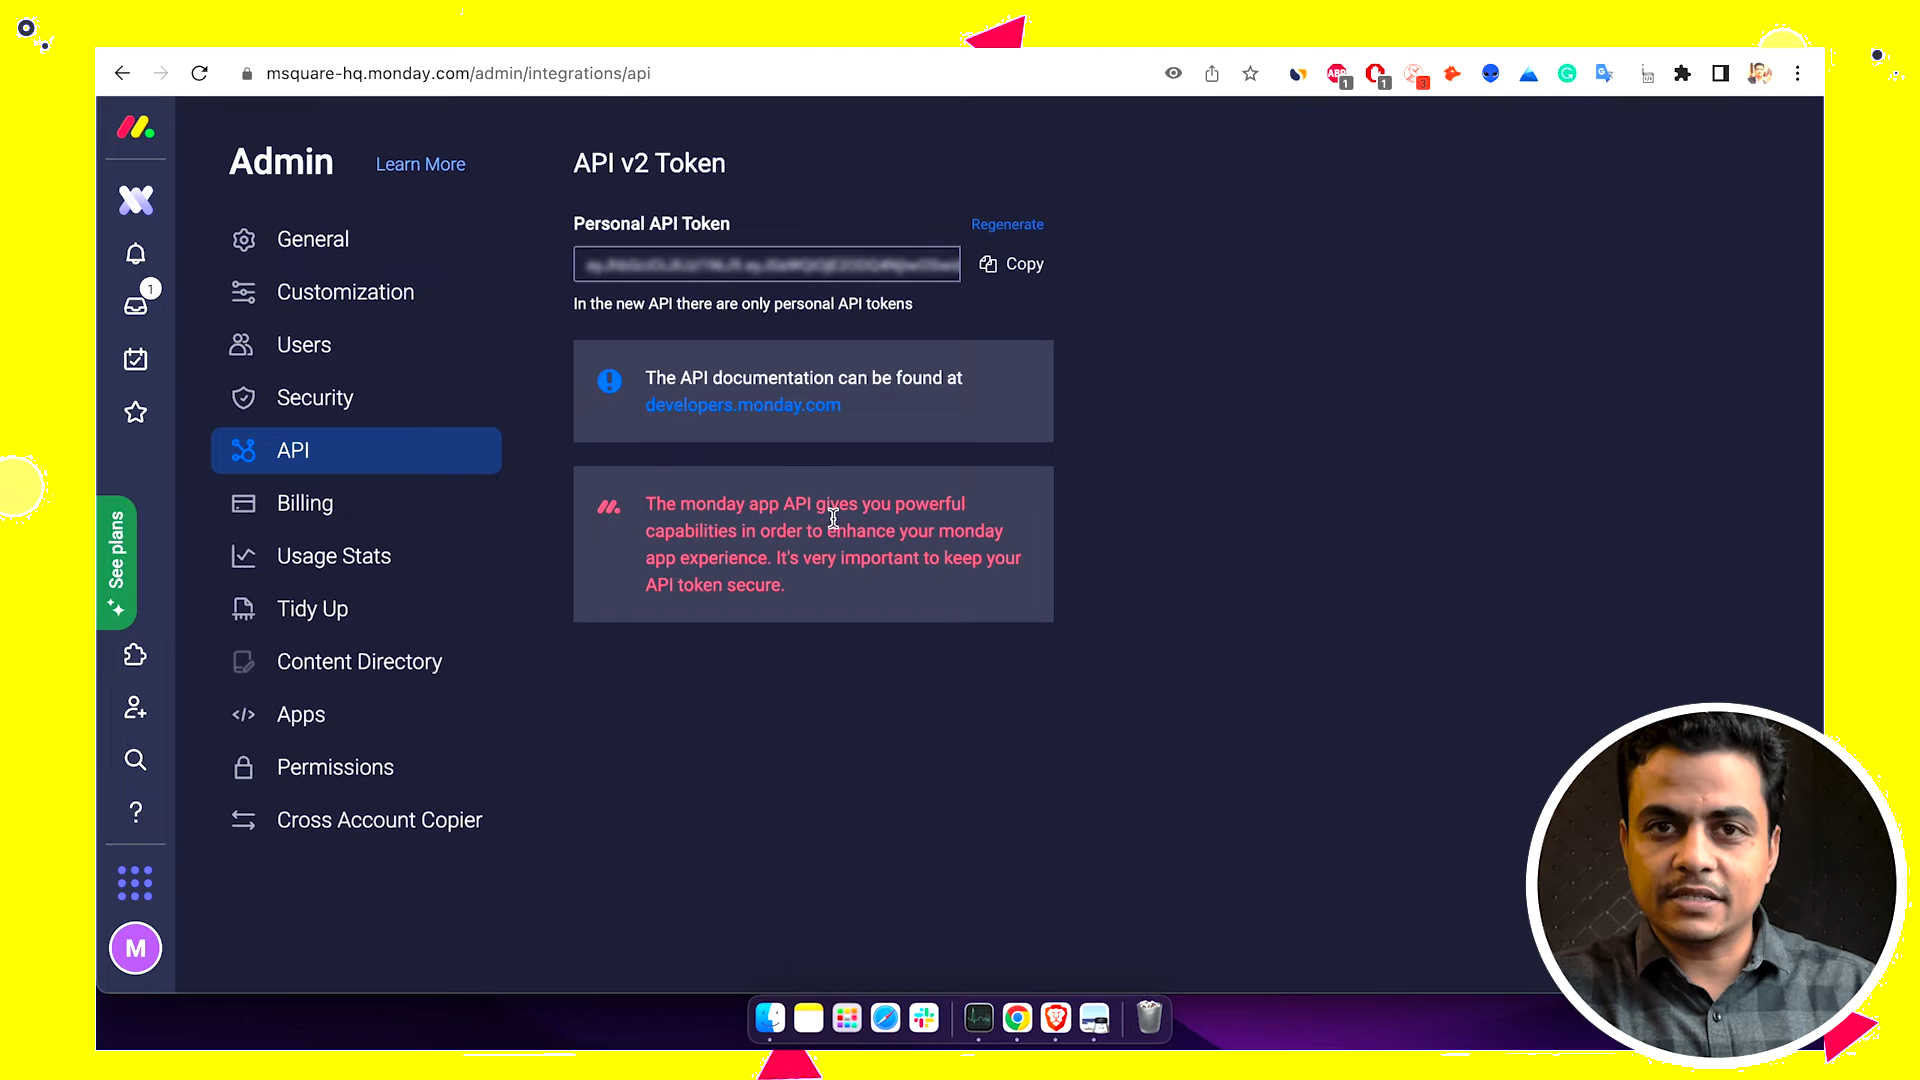 msquare-hq.monday.com/admin/integrations/api
1
1
3
Admin
Learn More
General
Customization
Users
Security
API
Billing
Usage Stats
Tidy Up
Content Directory
Apps
Permissions
Cross Account Copier
1
See plans
?
M
API v2 Token
Personal API Token
Regenerate
Copy
In the new API there are only personal API tokens
The API documentation can be found at
developers.monday.com
The monday app API gives you powerful
capabilities in order to enhance your monday
app experience. It's very important to keep your
API token secure.